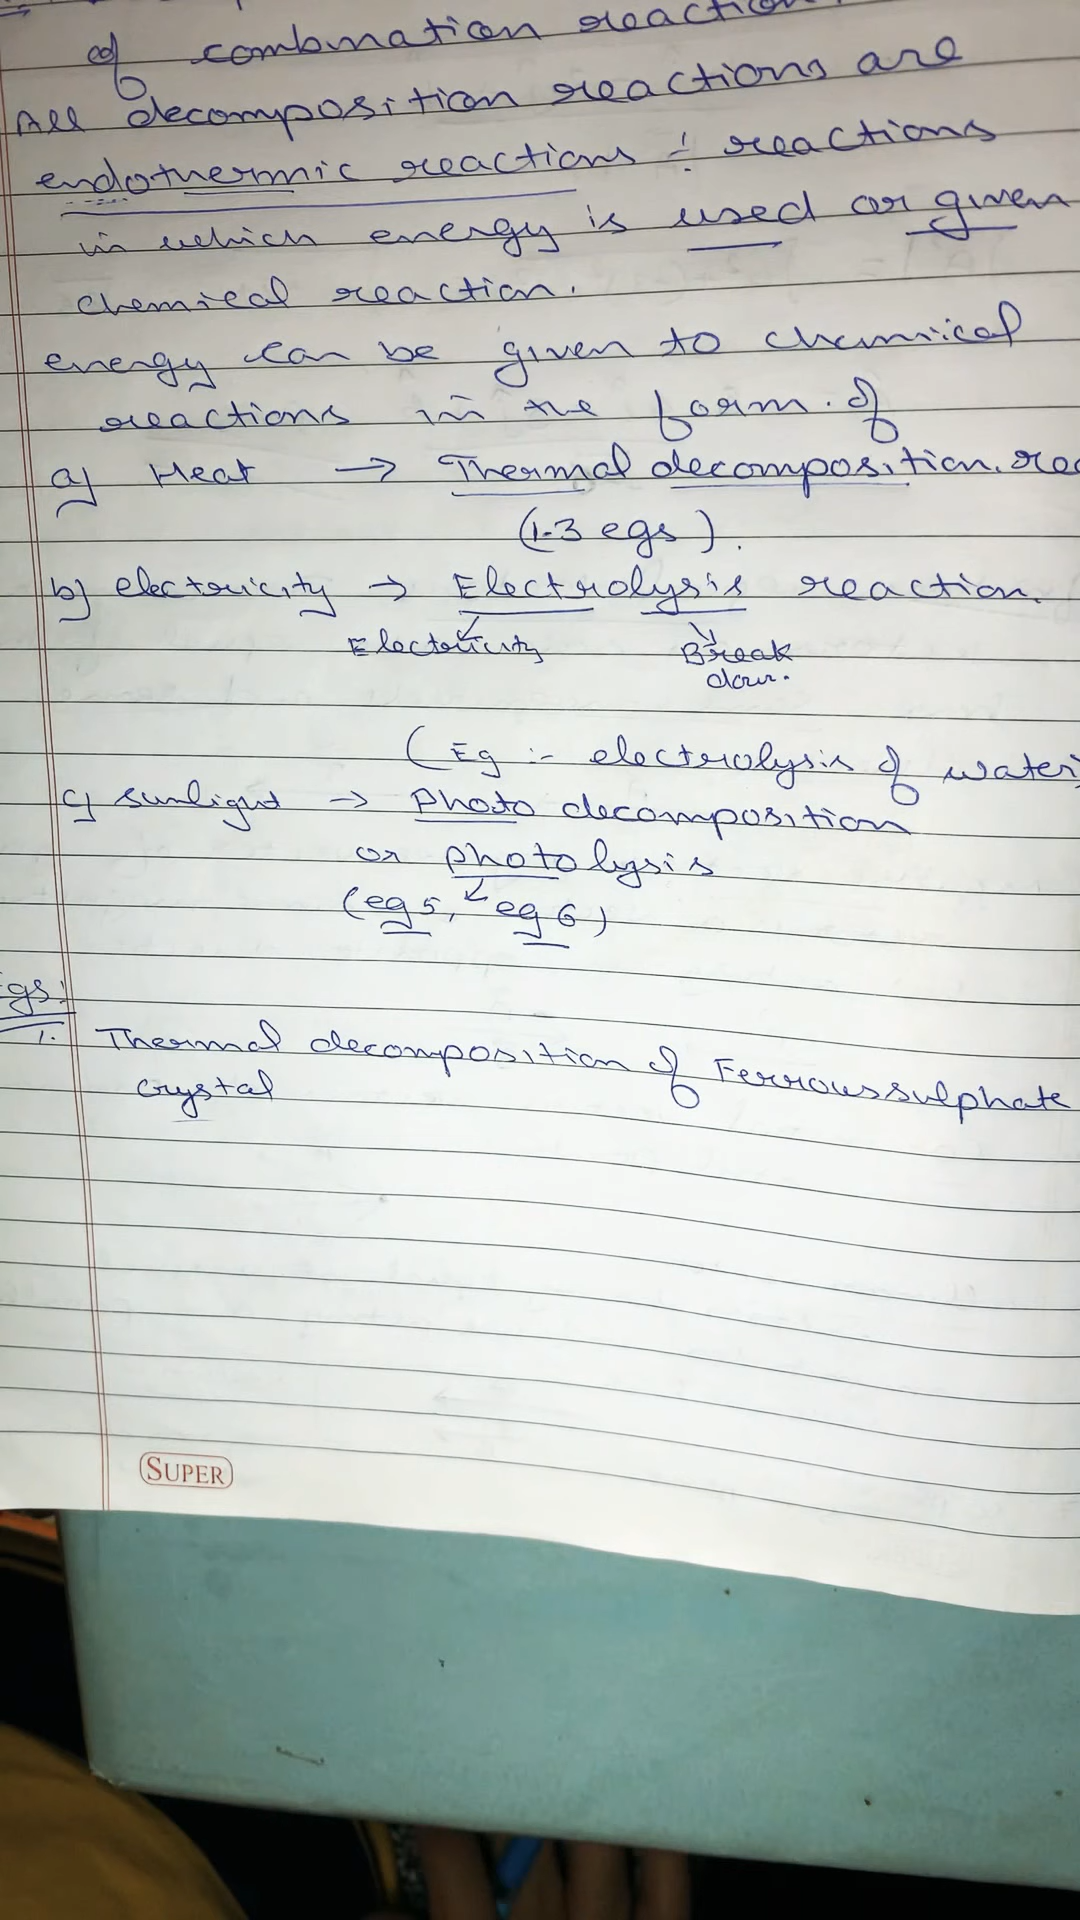 of combination reaction.
All decomposition reactions are
endothermic reactions :- reactions
in which energy is used or given
chemical reaction.
energy can be given to chemical
reactions in the form. of
a) Heat → Thermal decomposition. rea
(1-3 egs).
b) electricity → Electrolysis reaction.
Electricity Break
down.
(Eg :- electrolysis of water)
c) sunlight → Photo decomposition
or photolysis
(eg 5, eg 6)
Egs:
1. Thermal decomposition of Ferrous sulphate
crystal
SUPER